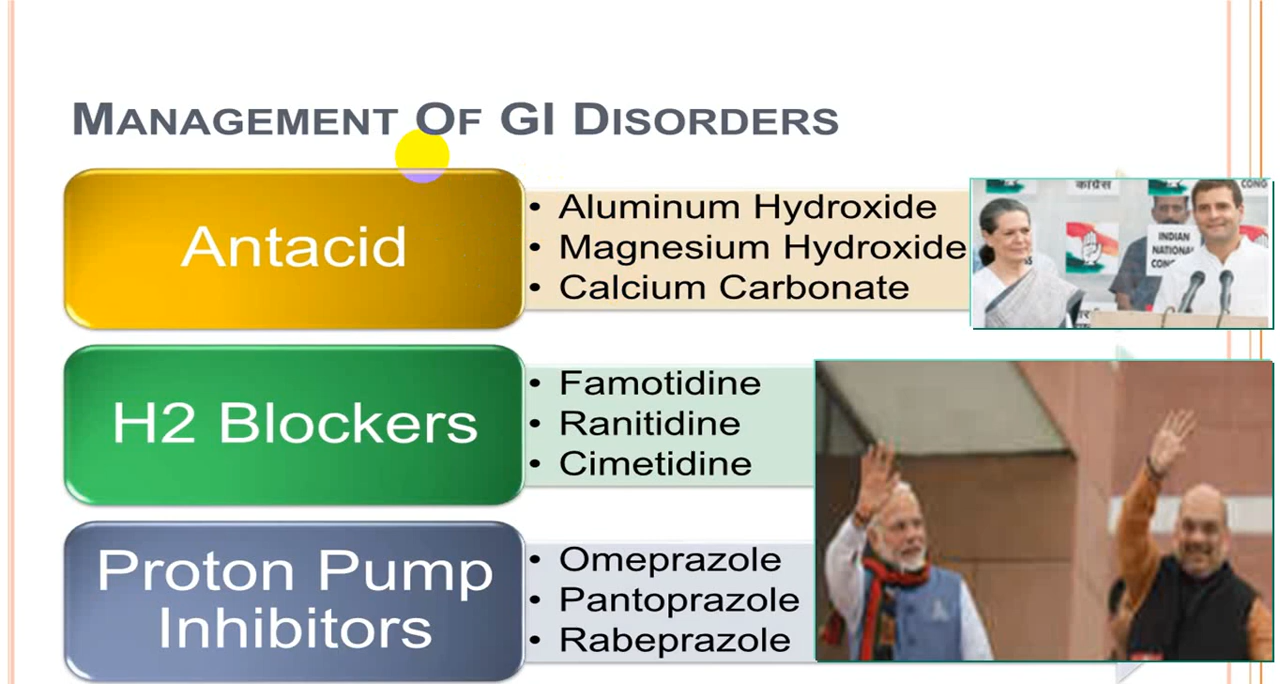 MANAGEMENT OF GI DISORDERS
Antacid
• Aluminum Hydroxide
• Magnesium Hydroxide
• Calcium Carbonate
कांग्रेस
CONG
INDIAN
NATIONAL
H2 Blockers
• Famotidine
• Ranitidine
• Cimetidine
Proton Pump
Inhibitors
• Omeprazole
• Pantoprazole
• Rabeprazole